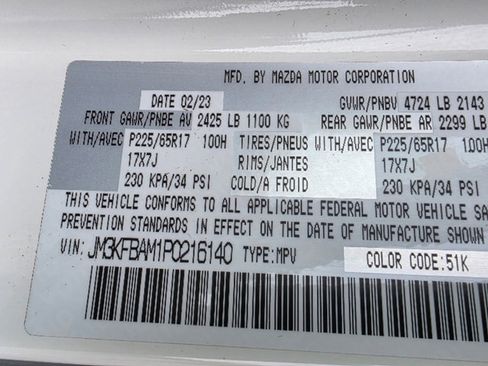 MFD. BY MAZDA MOTOR CORPORATION
DATE 02/23 GVWR/PNBV 4724 LB 2143
FRONT GAWR/PNBE AV 2425 LB 1100 KG REAR GAWR/PNBE AR 2299 LB
WITH/AVEC P225/65R17 100H TIRES/PNEUS WITH/AVEC P225/65R17 100H
17X7J RIMS/JANTES 17X7J
230 KPA/34 PSI COLD/A FROID 230 KPA/34 PSI
THIS VEHICLE CONFORMS TO ALL APPLICABLE FEDERAL MOTOR VEHICLE
PREVENTION STANDARDS IN EFFECT ON THE DATE OF MANUFACTURE SHOWN
VIN: JM3KFBAM1P0216140 TYPE: MPV COLOR CODE: 51K